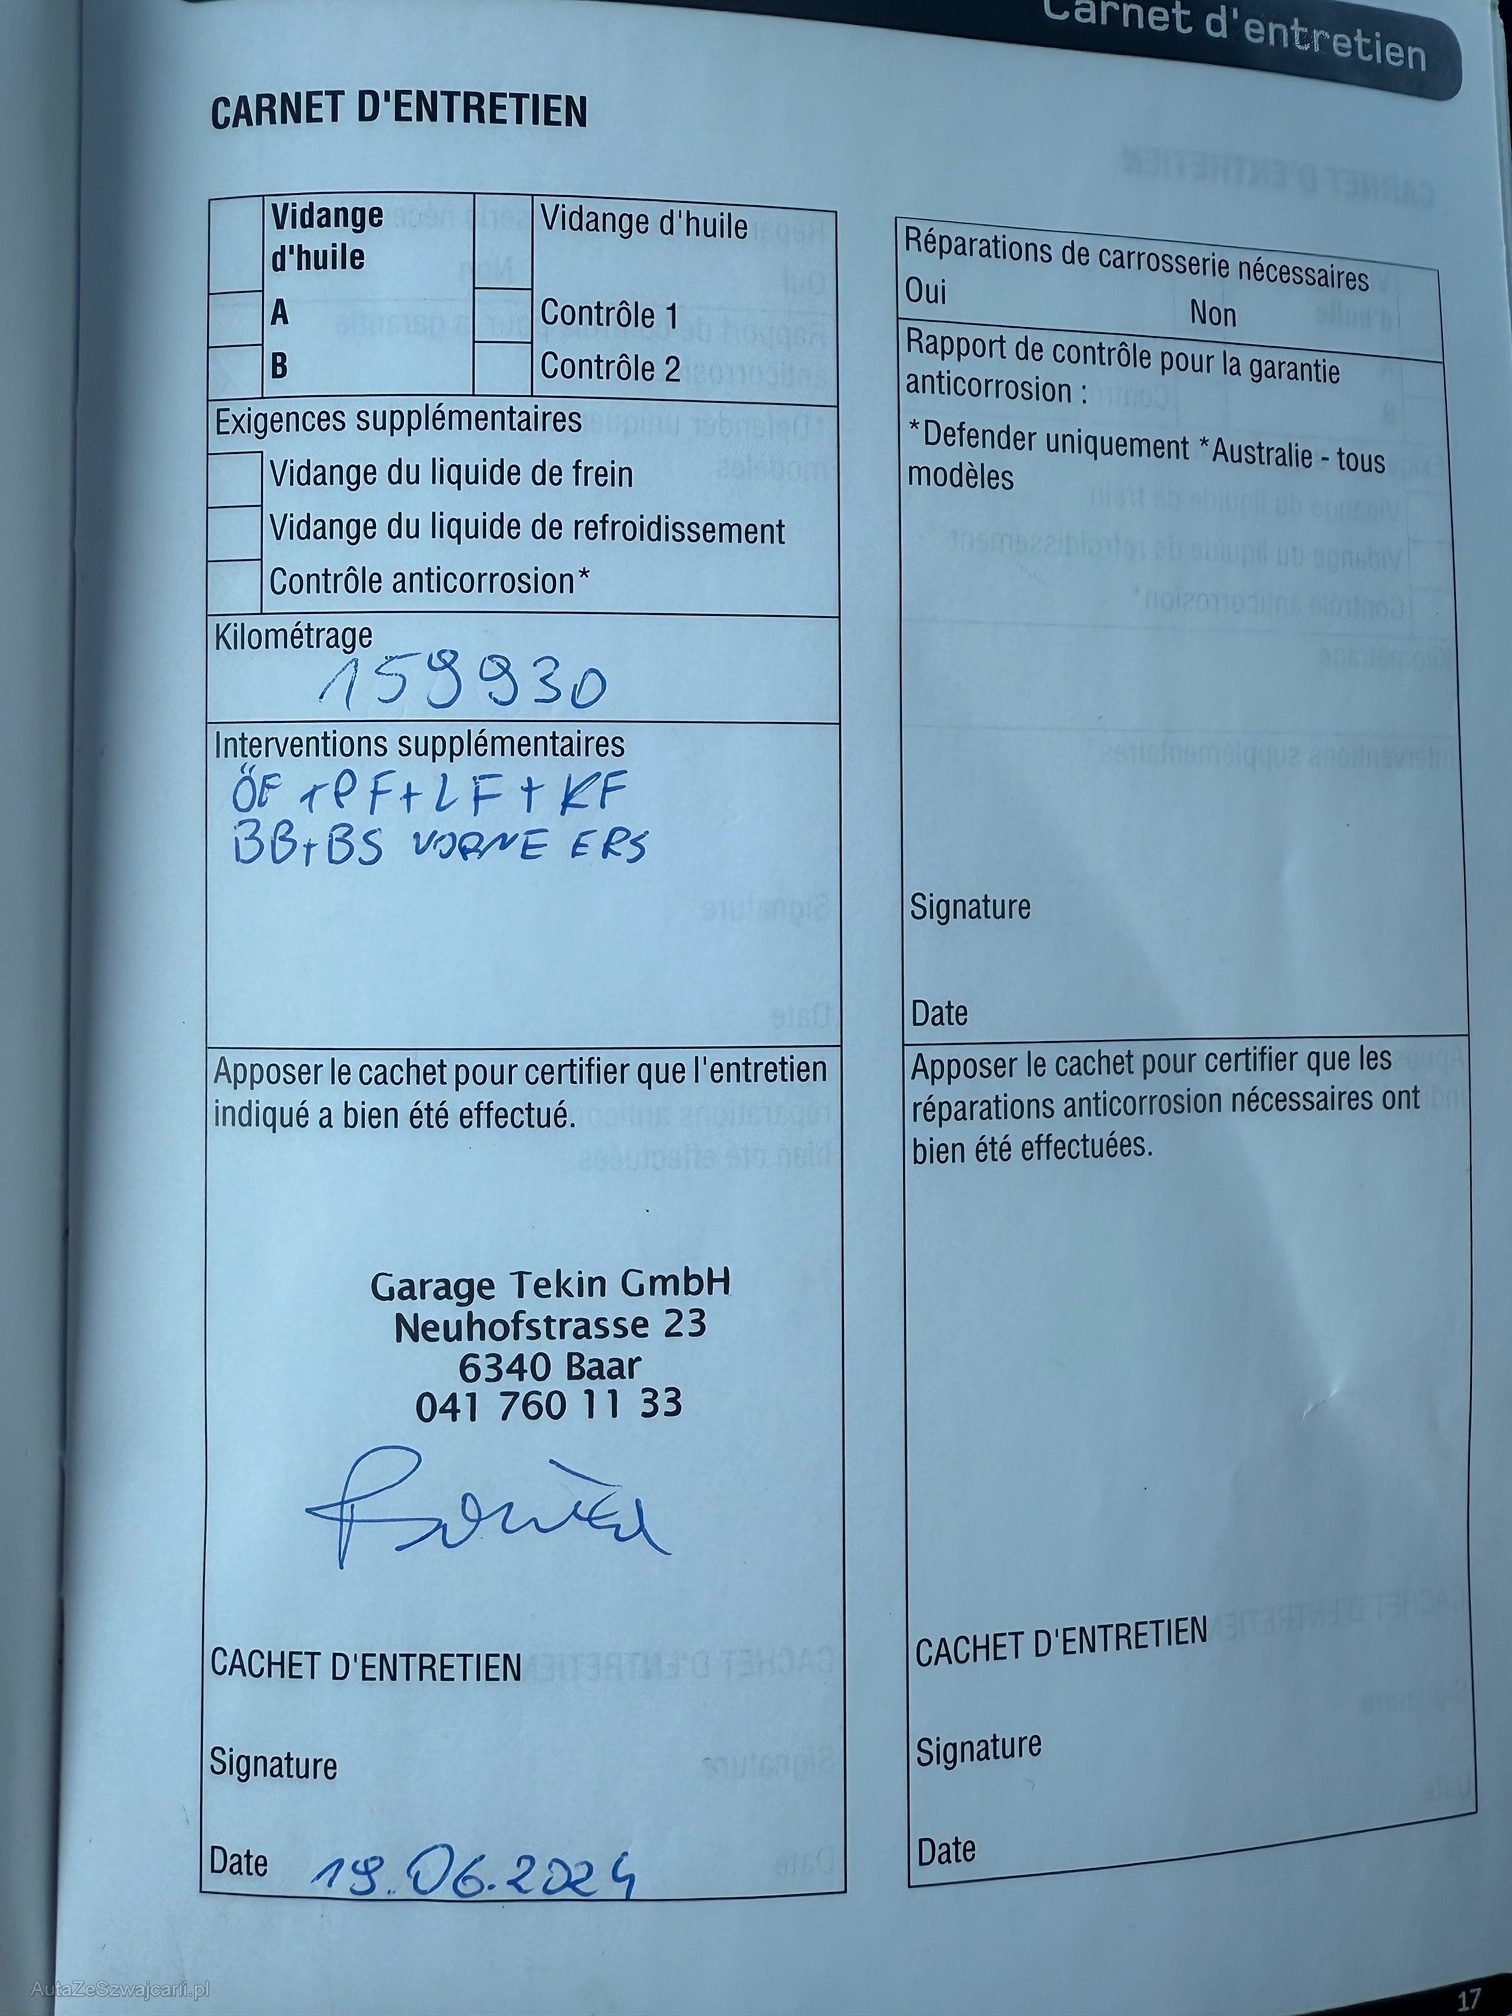 Carnet d'entretien
CARNET D'ENTRETIEN
Vidange
d'huile
A
B
Vidange d'huile
Contrôle 1
Contrôle 2
Exigences supplémentaires
Vidange du liquide de frein
Vidange du liquide de refroidissement
Contrôle anticorrosion*
Kilométrage
159930
Interventions supplémentaires
ÖF + PF + LF + KF
BB+BS VORNE ERS
Apposer le cachet pour certifier que l'entretien
indiqué a bien été effectué.
Garage Tekin GmbH
Neuhofstrasse 23
6340 Baar
041 760 11 33
CACHET D'ENTRETIEN
Signature
Date 19.06.2024
Réparations de carrosserie nécessaires
Oui Non
Rapport de contrôle pour la garantie
anticorrosion :
*Defender uniquement *Australie - tous
modèles
Signature
Date
Apposer le cachet pour certifier que les
réparations anticorrosion nécessaires ont
bien été effectuées.
CACHET D'ENTRETIEN
Signature
Date
AutaZeSzwajcarii.pl
17